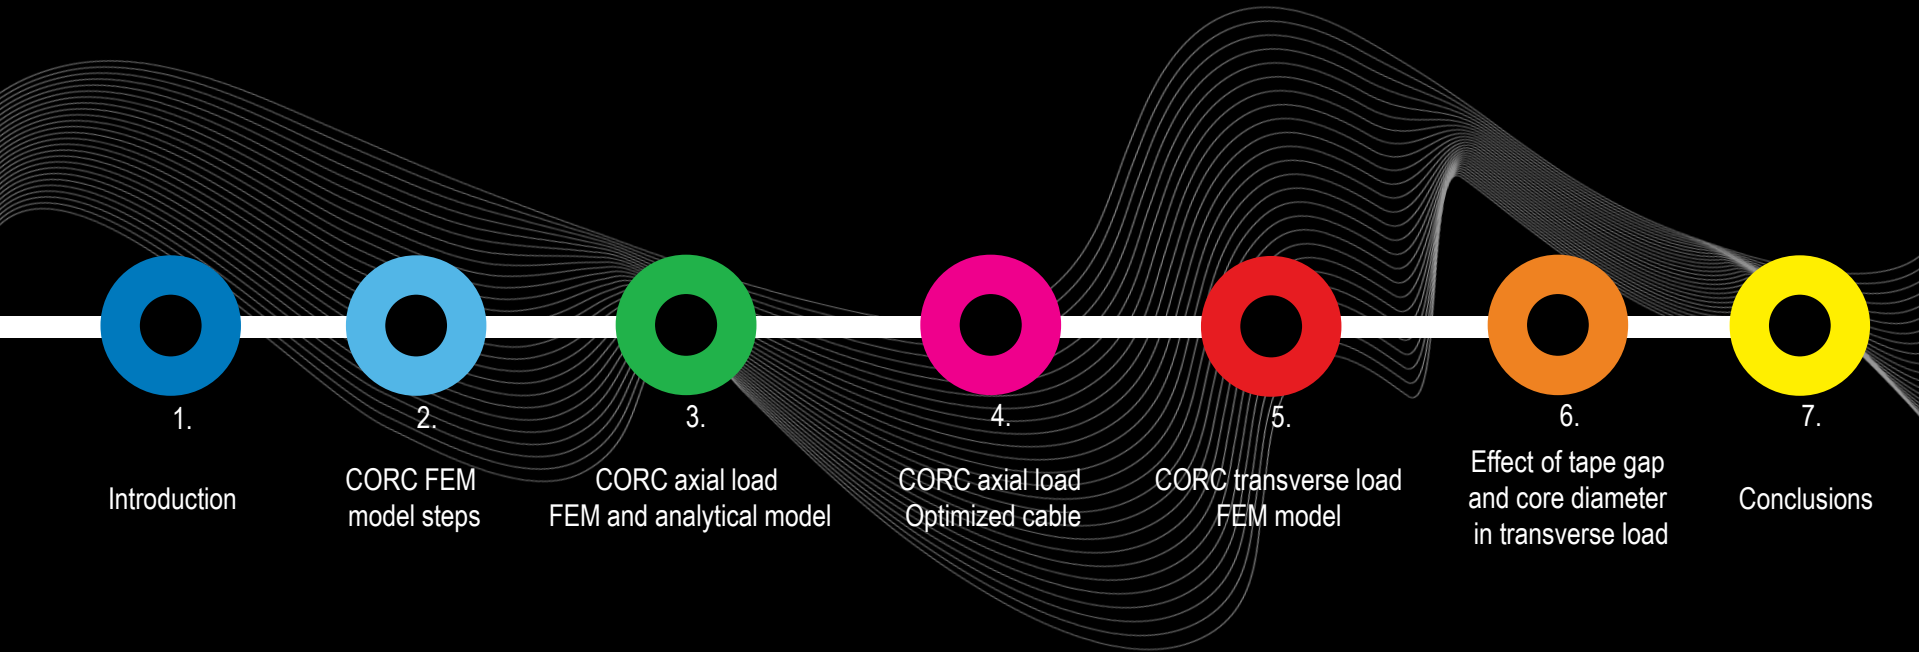 1.
Introduction
2.
CORC FEM
model steps
3.
CORC axial load
FEM and analytical model
4.
CORC axial load
Optimized cable
5.
CORC transverse load
FEM model
6.
Effect of tape gap
and core diameter
in transverse load
7.
Conclusions